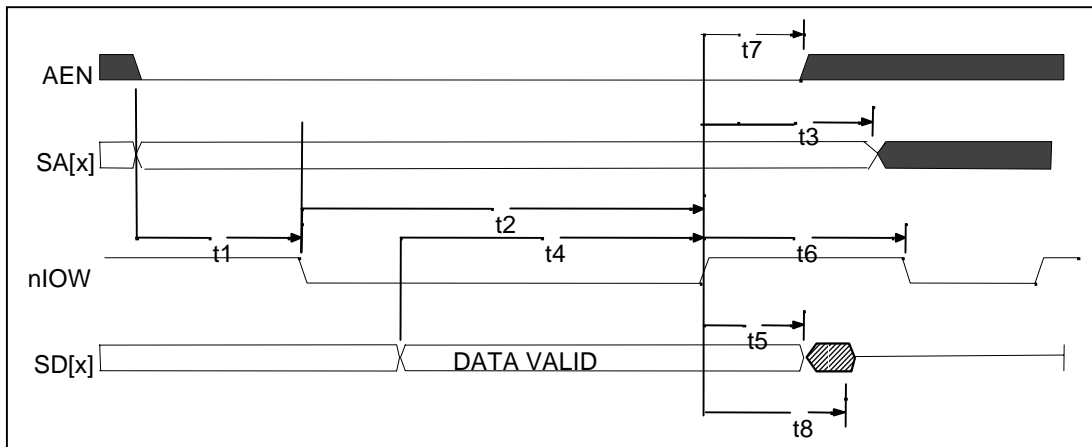 t7
AEN
t3
SA[x]
t2
t1
t4
t6
nIOW
t5
SD[x]
DATA VALID
t8